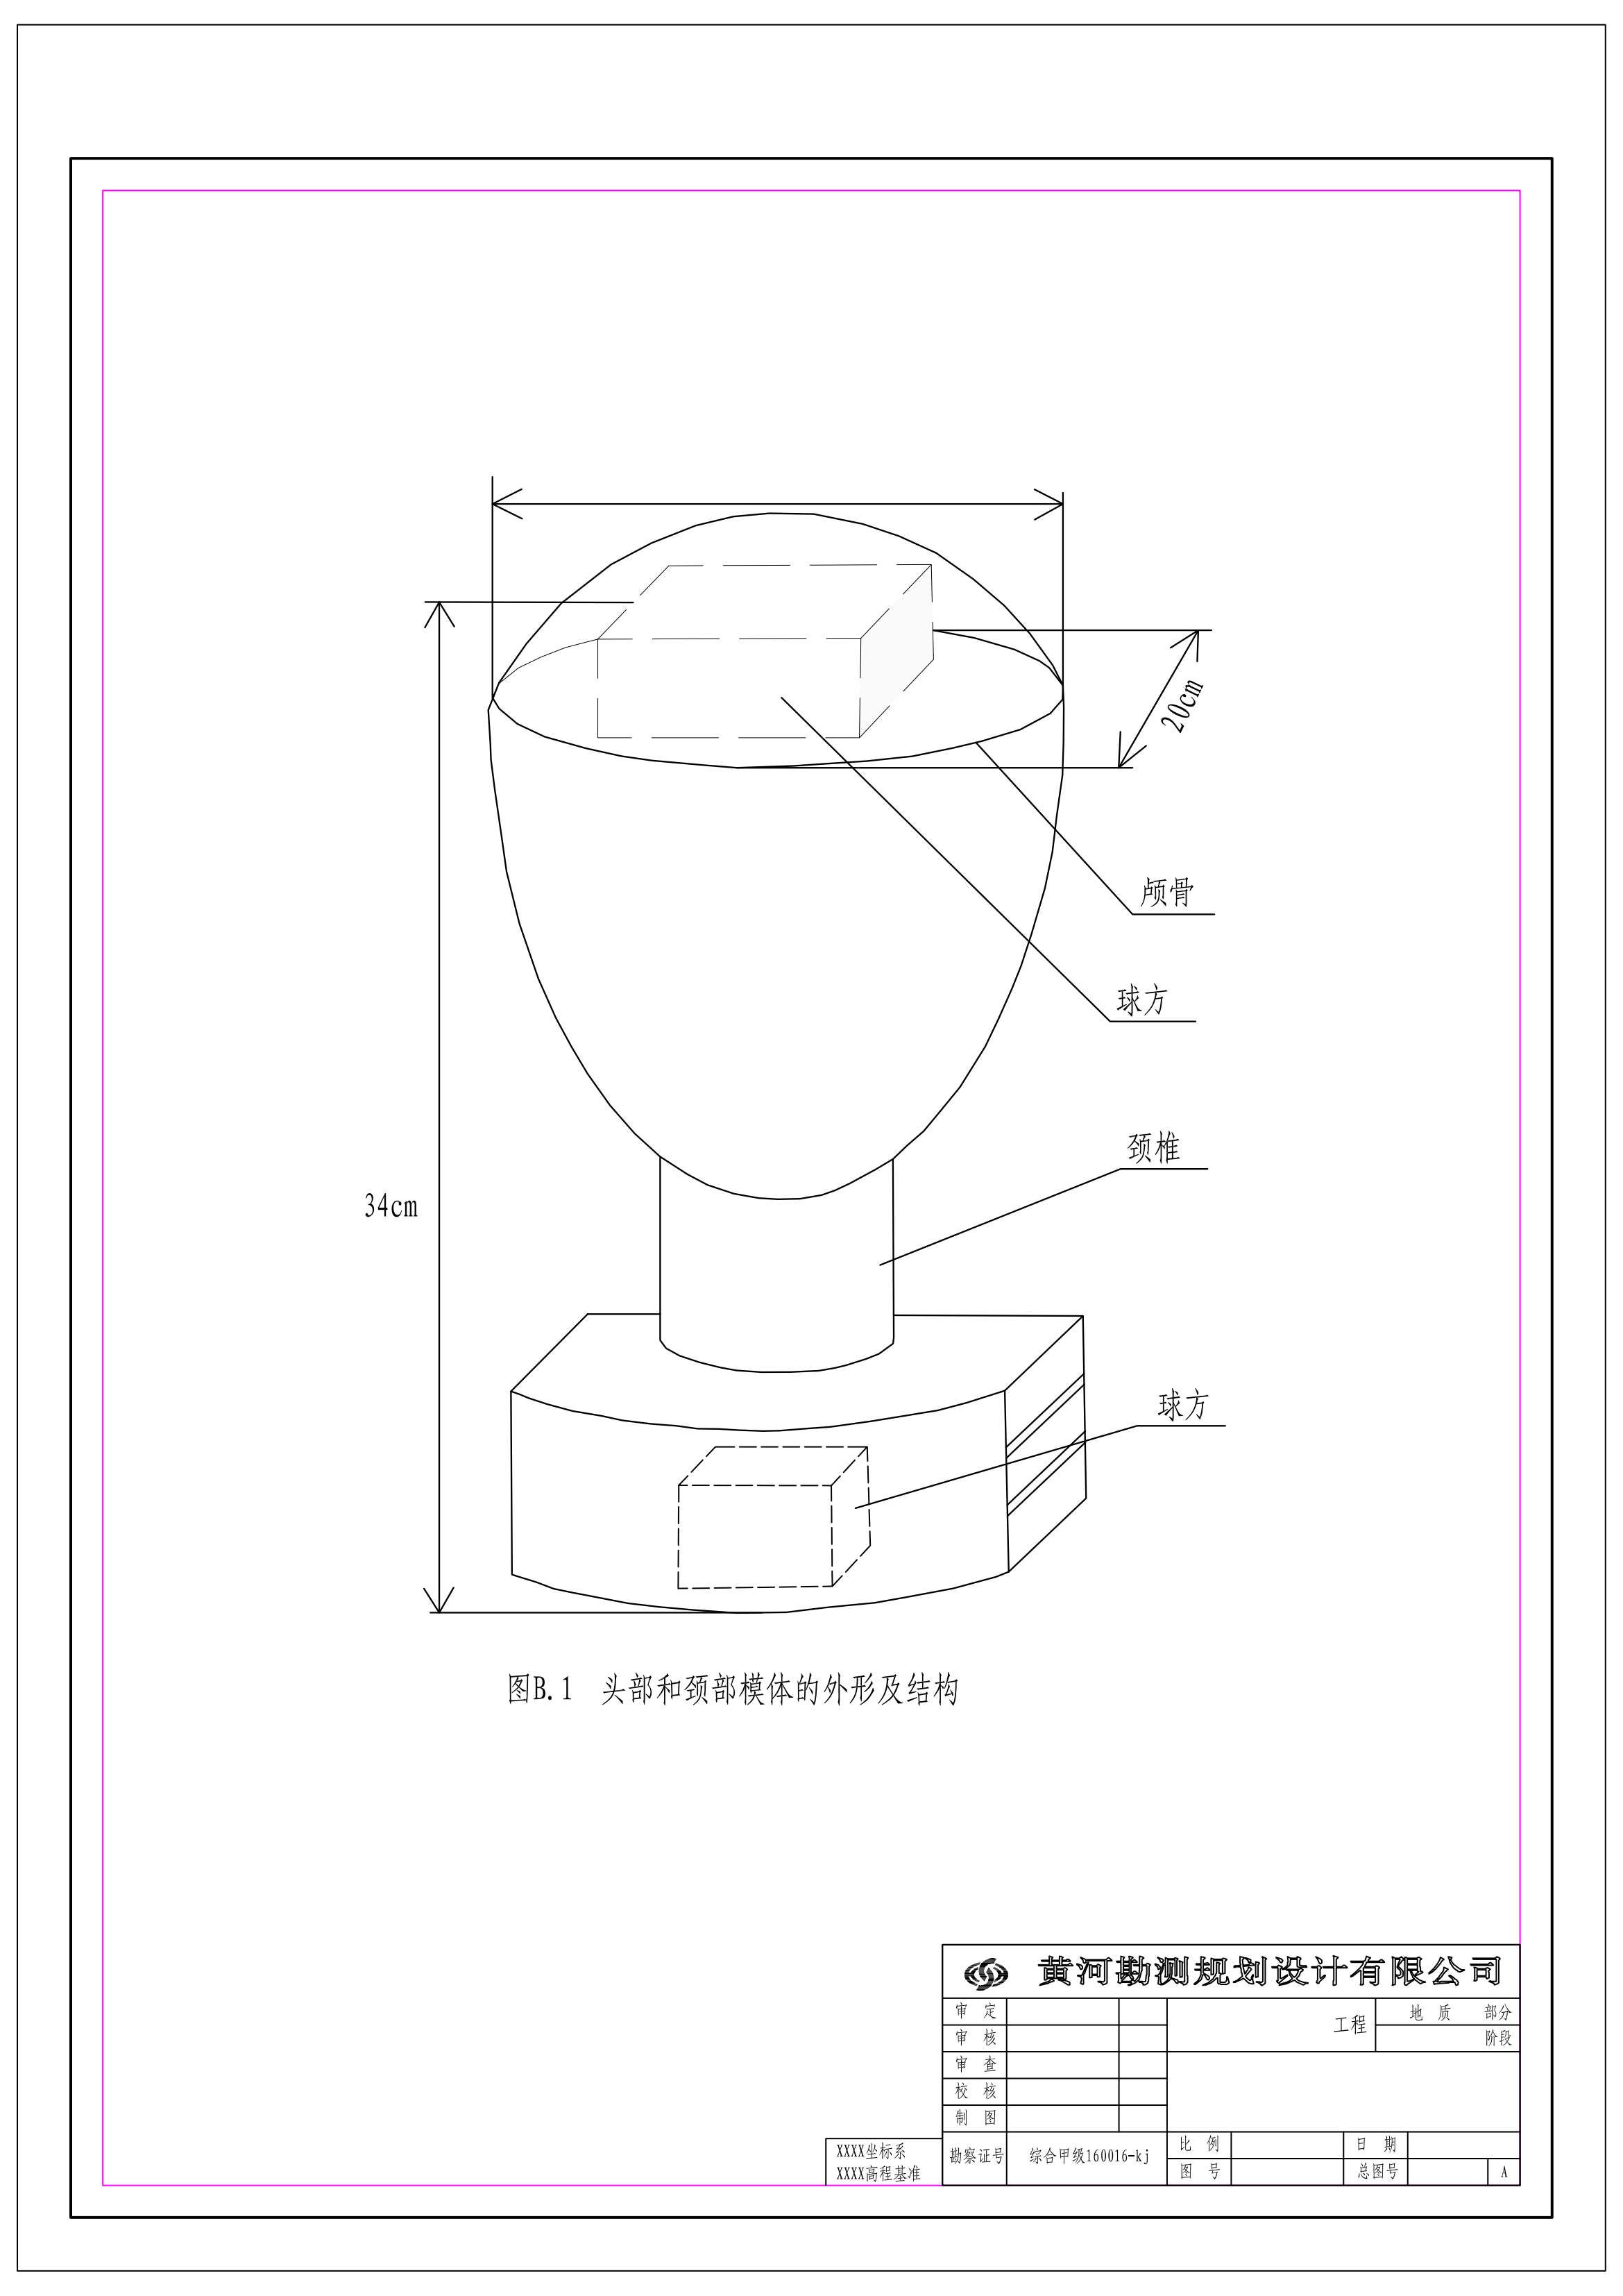 20cm
颅骨
球方
颈椎
34cm
球方
图B.1 头部和颈部模体的外形及结构
黄河勘测规划设计有限公司
审 定
工程
地 质 部分
审 核
阶段
审 查
校 核
制 图
XXXX坐标系
XXXX高程基准
勘察证号
综合甲级160016-kj
比 例
日 期
图 号
总图号
A